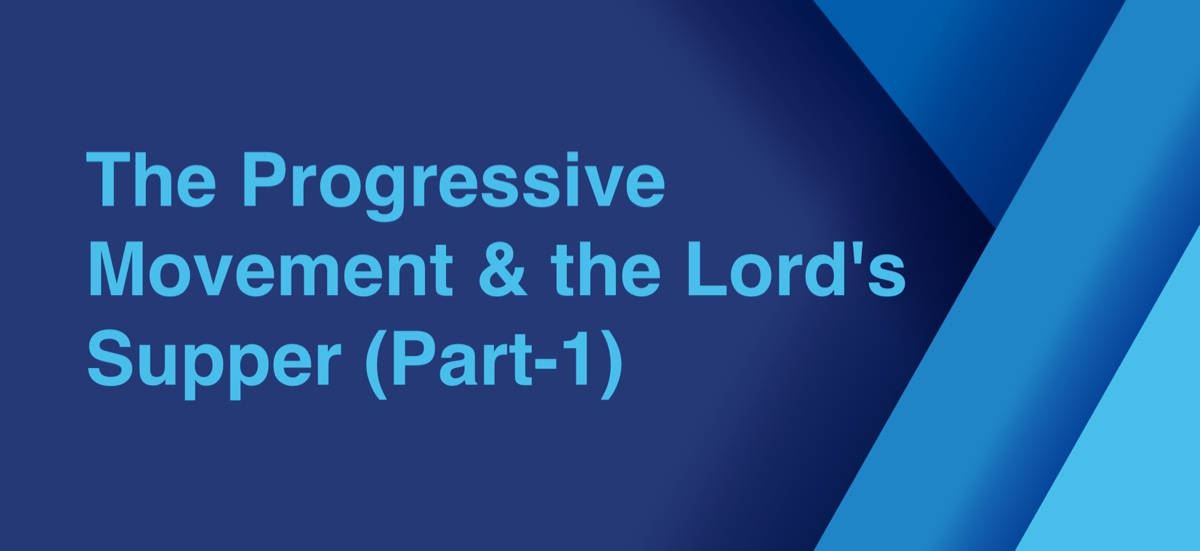 The Progressive
Movement & the Lord's
Supper (Part-1)